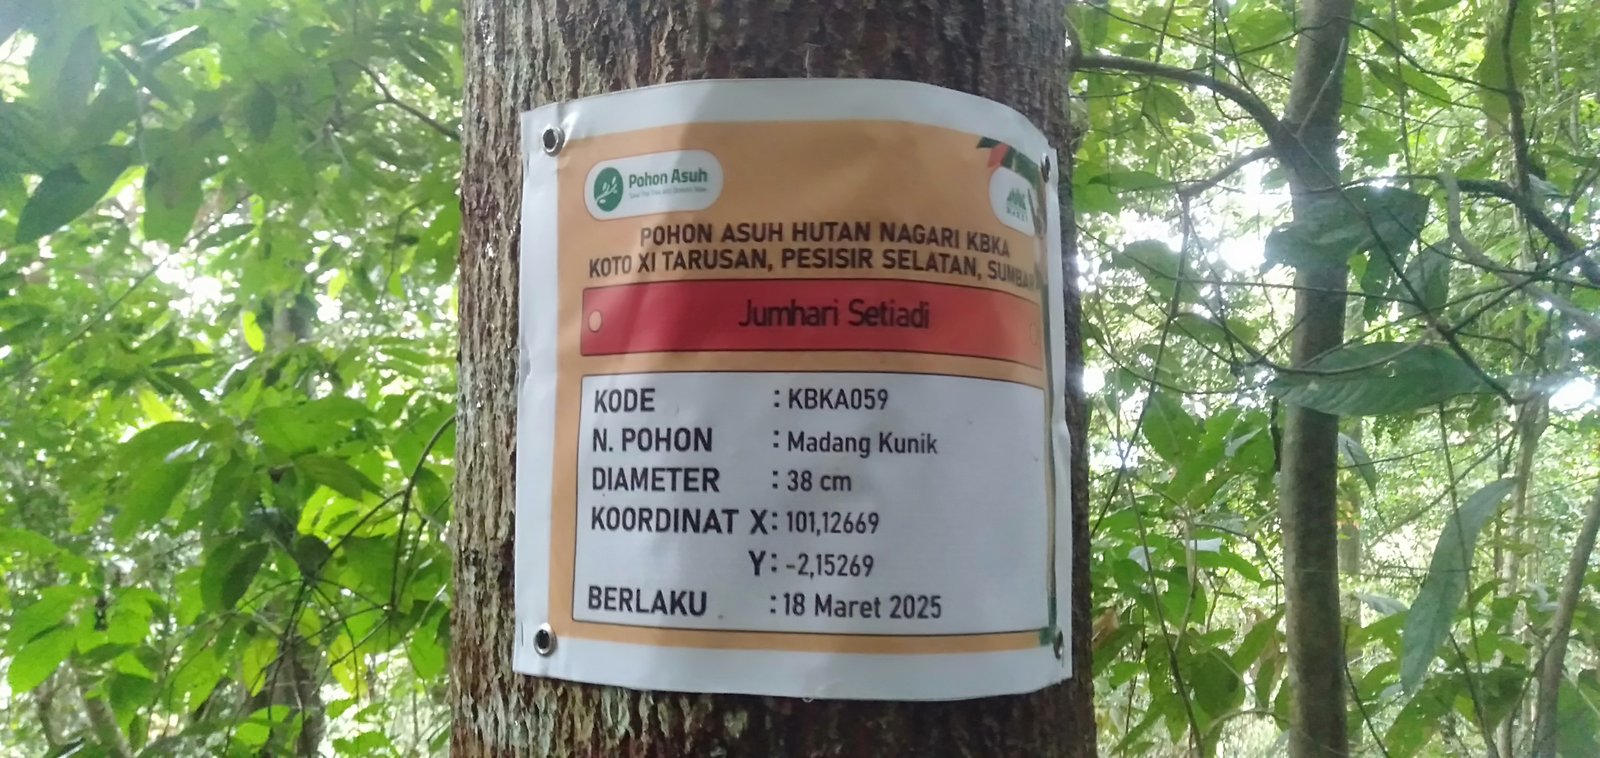 Pohon Asuh
POHON ASUH HUTAN NAGARI KBKA
KOTO XI TARUSAN, PESISIR SELATAN, SUMBAR
Jumhari Setiadi
KODE : KBKA059
N. POHON : Madang Kunik
DIAMETER : 38 cm
KOORDINAT X : 101,12669
Y : -2,15269
BERLAKU : 18 Maret 2025